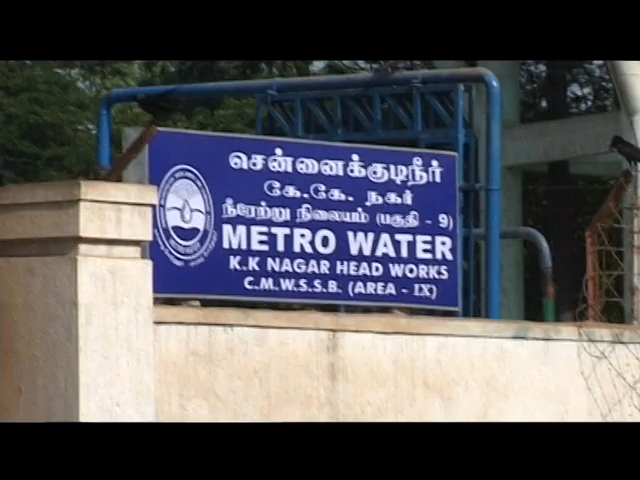 சென்னைக்குடிநீர்
கே.கே. நகர்
நீரேற்று நிலையம் (பகுதி - 9)
METRO WATER
K.K NAGAR HEAD WORKS
C.M.W.S.S.B. (AREA - IX)